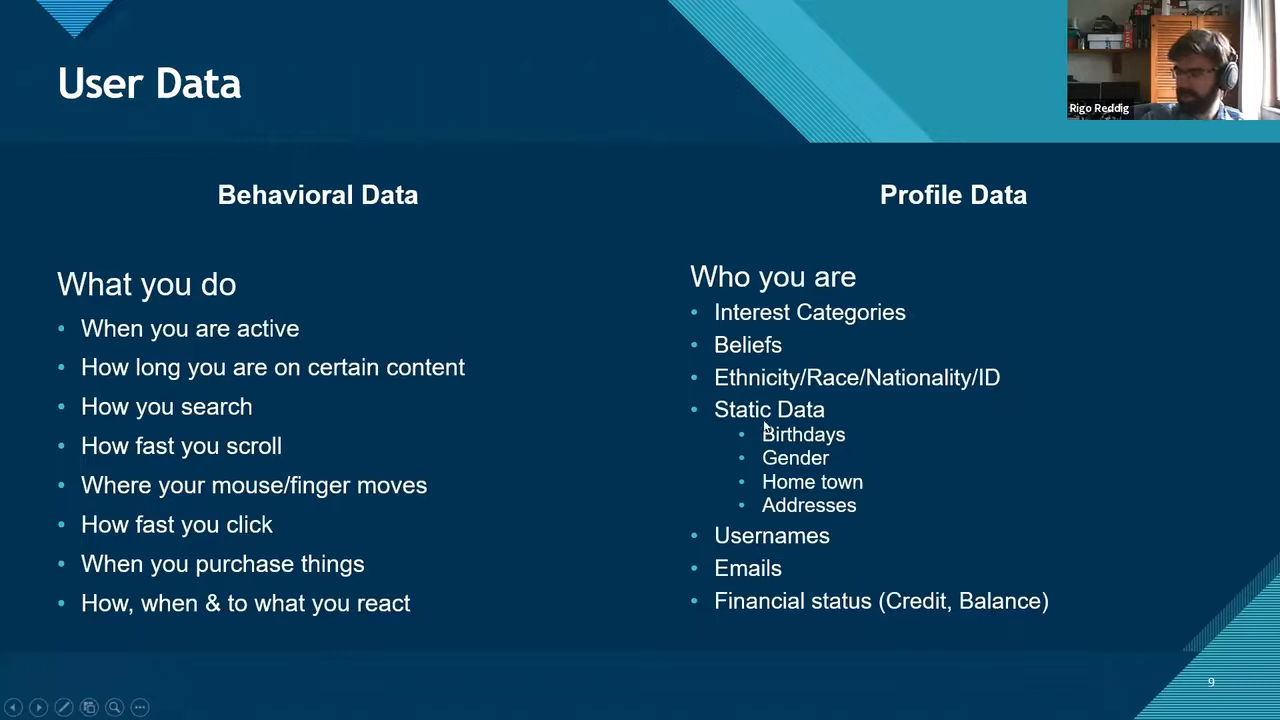 User Data
Rigo Reddig
Behavioral Data
What you do
When you are active
How long you are on certain content
How you search
How fast you scroll
Where your mouse/finger moves
How fast you click
When you purchase things
How, when & to what you react
Profile Data
Who you are
Interest Categories
Beliefs
Ethnicity/Race/Nationality/ID
Static Data
Birthdays
Gender
Home town
Addresses
Usernames
Emails
Financial status (Credit, Balance)
9